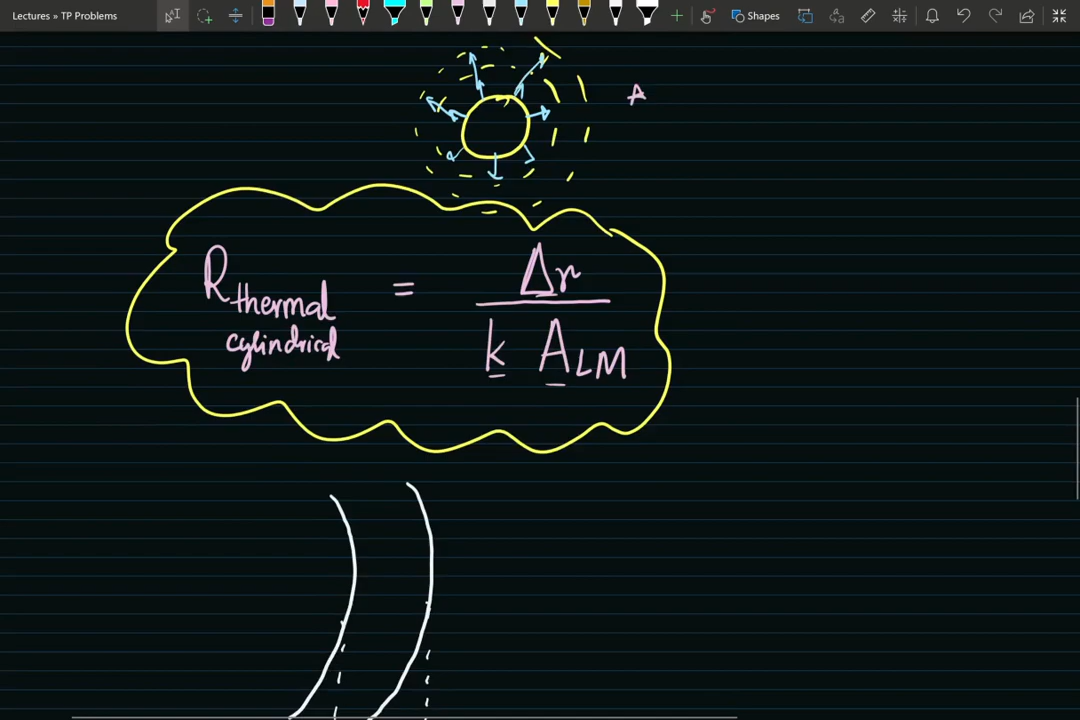 Lectures » TP Problems
Shapes
A
R thermal cylindrical = Δr / k A LM